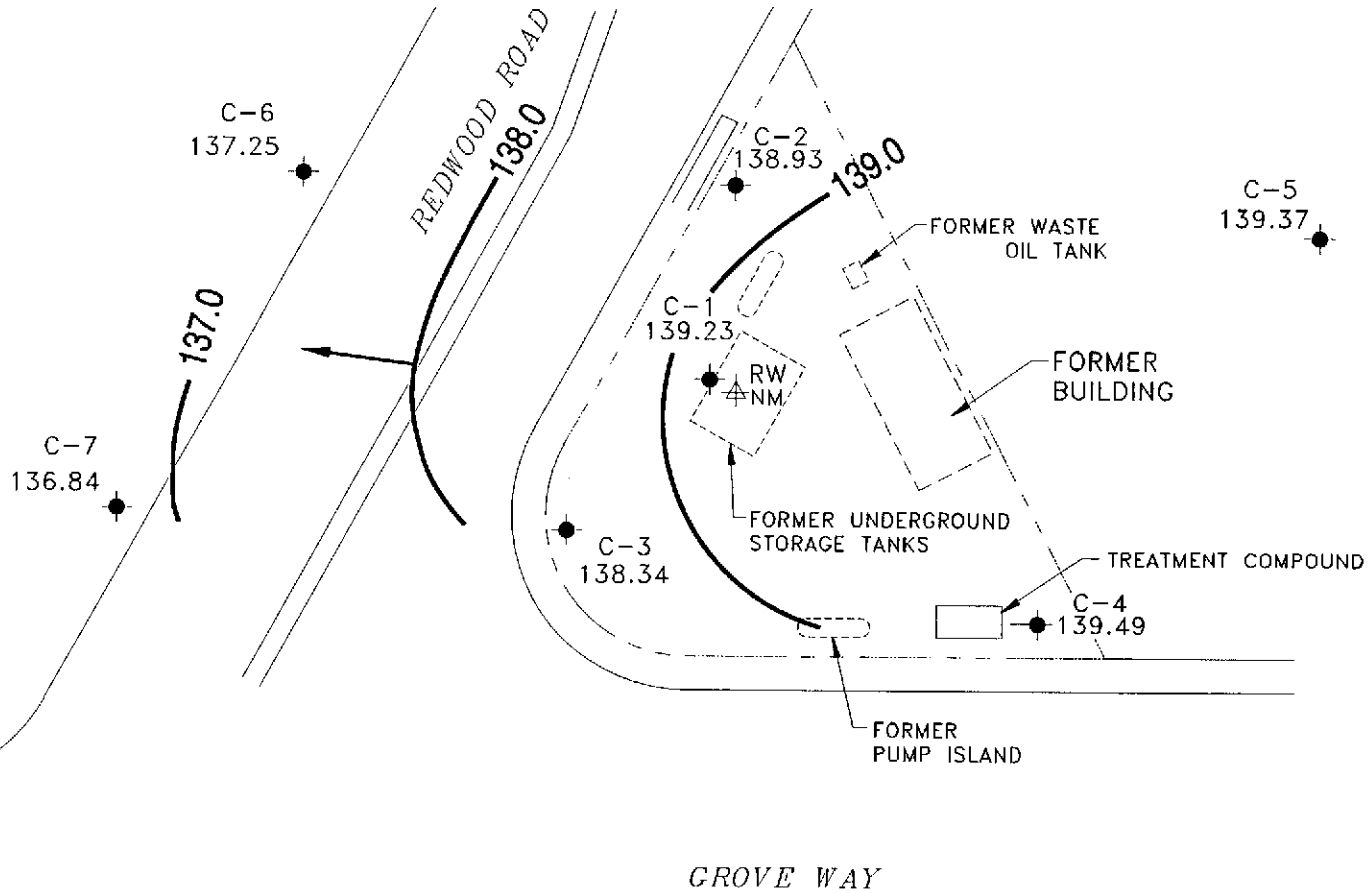 REDWOOD ROAD
C-6
137.25
138.0
C-2
138.93
139.0
C-5
139.37
FORMER WASTE
OIL TANK
137.0
C-1
139.23
RW
NM
FORMER
BUILDING
C-7
136.84
FORMER UNDERGROUND
STORAGE TANKS
C-3
138.34
TREATMENT COMPOUND
C-4
139.49
FORMER
PUMP ISLAND
GROVE WAY